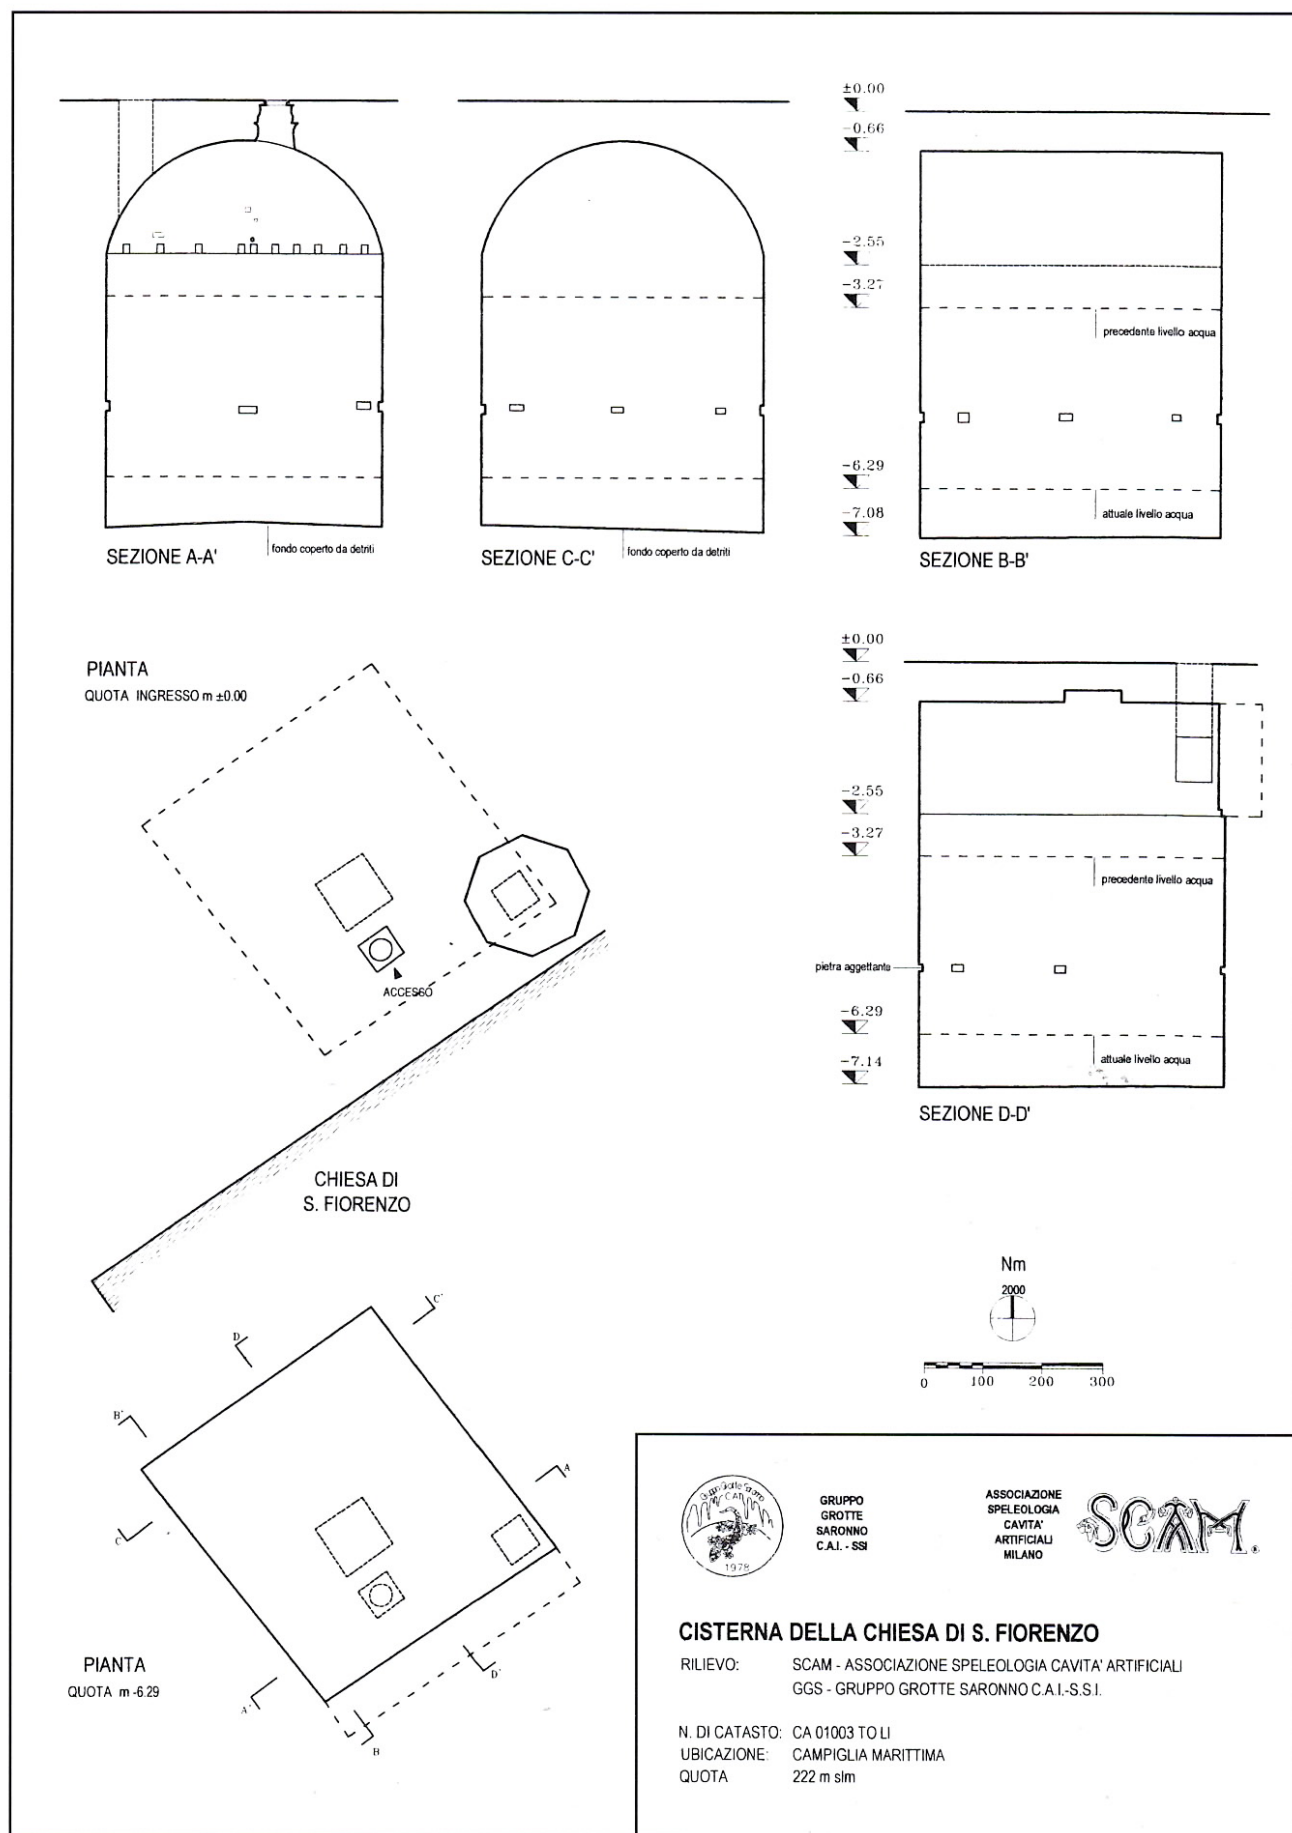 ±0.00
-0.66
-2.55
-3.27
precedente livello acqua
-6.29
attuale livello acqua
-7.08
SEZIONE A-A'
fondo coperto da detriti
SEZIONE C-C'
fondo coperto da detriti
SEZIONE B-B'
PIANTA
QUOTA INGRESSO m ±0.00
ACCESSO
CHIESA DI
S. FIORENZO
±0.00
-0.66
-2.55
-3.27
precedente livello acqua
pietra aggettante
-6.29
attuale livello acqua
-7.14
SEZIONE D-D'
Nm
2000
0 100 200 300
C'
D
B'
A
C
D'
A'
B
PIANTA
QUOTA m -6.29
Gruppo Grotte Saronno
C.A.I.
1978
GRUPPO
GROTTE
SARONNO
C.A.I. - SSI
ASSOCIAZIONE
SPELEOLOGIA
CAVITA'
ARTIFICIALI
MILANO
SCAM.
CISTERNA DELLA CHIESA DI S. FIORENZO
RILIEVO: SCAM - ASSOCIAZIONE SPELEOLOGIA CAVITA' ARTIFICIALI
GGS - GRUPPO GROTTE SARONNO C.A.I.-S.S.I.
N. DI CATASTO: CA 01003 TO LI
UBICAZIONE: CAMPIGLIA MARITTIMA
QUOTA 222 m slm